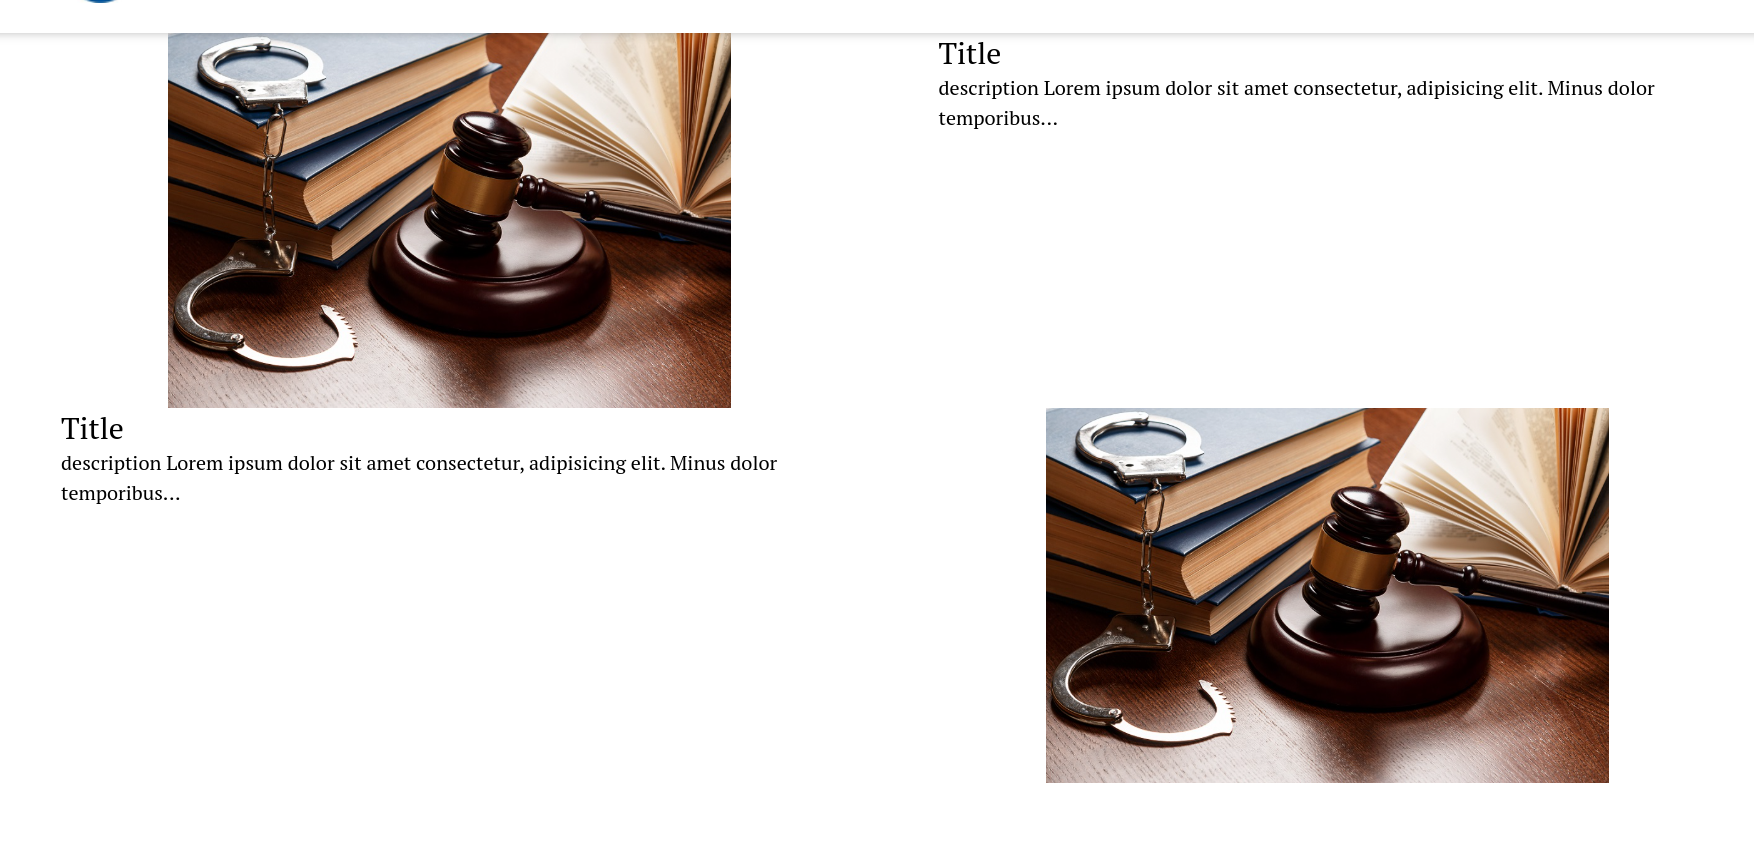 Title
description Lorem ipsum dolor sit amet consectetur, adipisicing elit. Minus dolor
temporibus...
Title
description Lorem ipsum dolor sit amet consectetur, adipisicing elit. Minus dolor
temporibus...